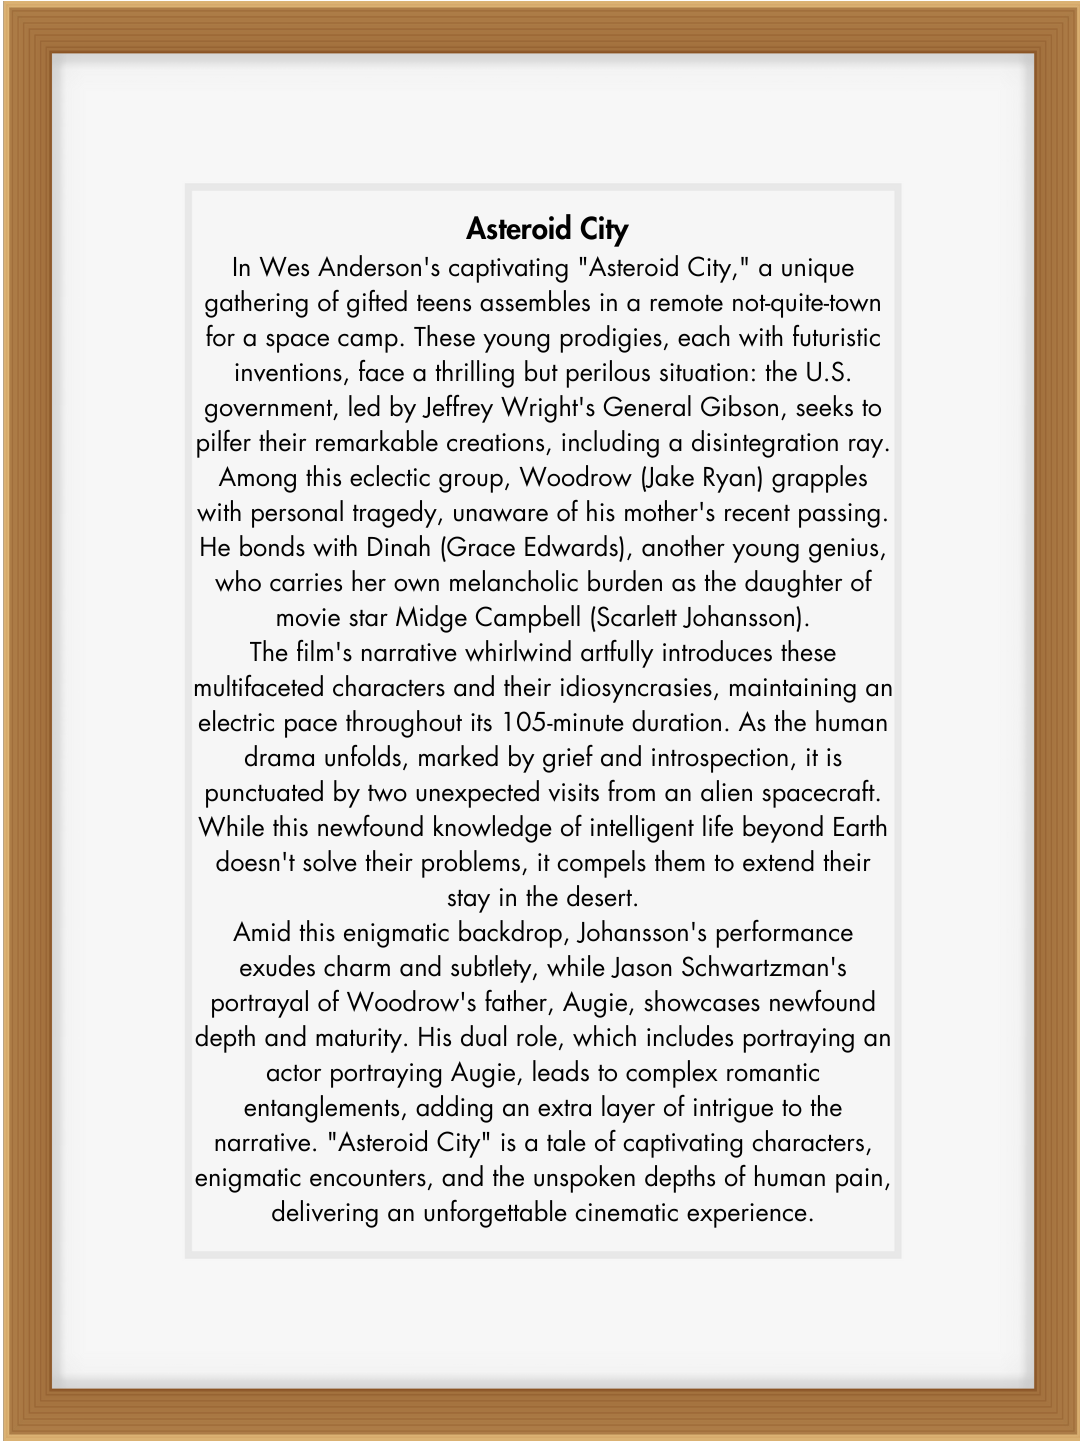 Asteroid City
In Wes Anderson's captivating "Asteroid City," a unique
gathering of gifted teens assembles in a remote not-quite-town
for a space camp. These young prodigies, each with futuristic
inventions, face a thrilling but perilous situation: the U.S.
government, led by Jeffrey Wright's General Gibson, seeks to
pilfer their remarkable creations, including a disintegration ray.
Among this eclectic group, Woodrow (Jake Ryan) grapples
with personal tragedy, unaware of his mother's recent passing.
He bonds with Dinah (Grace Edwards), another young genius,
who carries her own melancholic burden as the daughter of
movie star Midge Campbell (Scarlett Johansson).
The film's narrative whirlwind artfully introduces these
multifaceted characters and their idiosyncrasies, maintaining an
electric pace throughout its 105-minute duration. As the human
drama unfolds, marked by grief and introspection, it is
punctuated by two unexpected visits from an alien spacecraft.
While this newfound knowledge of intelligent life beyond Earth
doesn't solve their problems, it compels them to extend their
stay in the desert.
Amid this enigmatic backdrop, Johansson's performance
exudes charm and subtlety, while Jason Schwartzman's
portrayal of Woodrow's father, Augie, showcases newfound
depth and maturity. His dual role, which includes portraying an
actor portraying Augie, leads to complex romantic
entanglements, adding an extra layer of intrigue to the
narrative. "Asteroid City" is a tale of captivating characters,
enigmatic encounters, and the unspoken depths of human pain,
delivering an unforgettable cinematic experience.